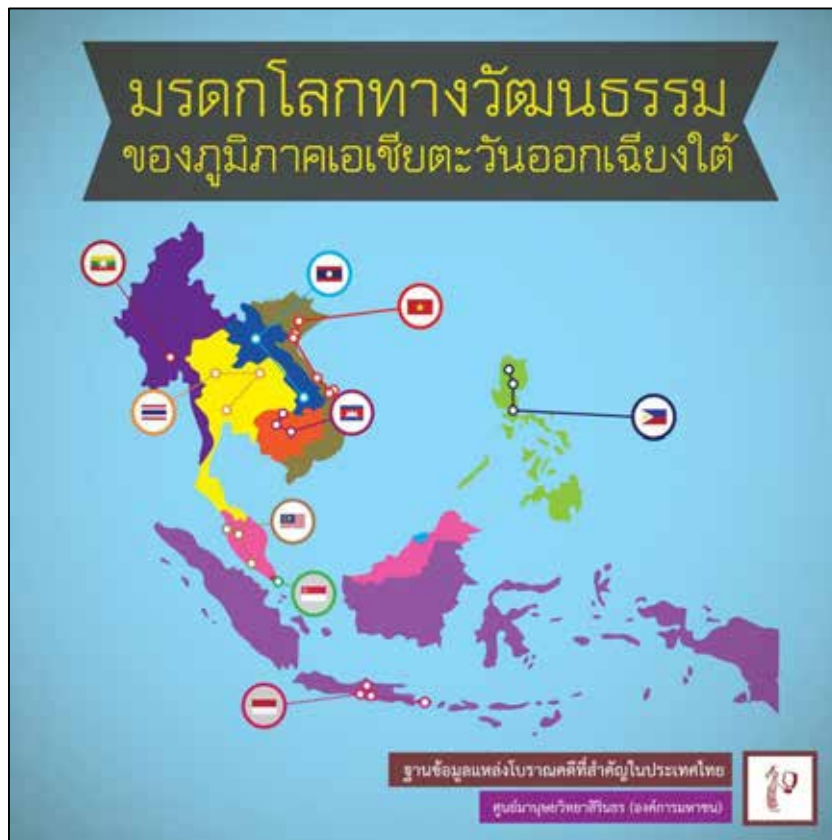 มรดกโลกทางวัฒนธรรม
ของภูมิภาคเอเชียตะวันออกเฉียงใต้
ฐานข้อมูลแหล่งโบราณคดีที่สำคัญในประเทศไทย
ศูนย์มานุษยวิทยาสิรินธร (องค์การมหาชน)